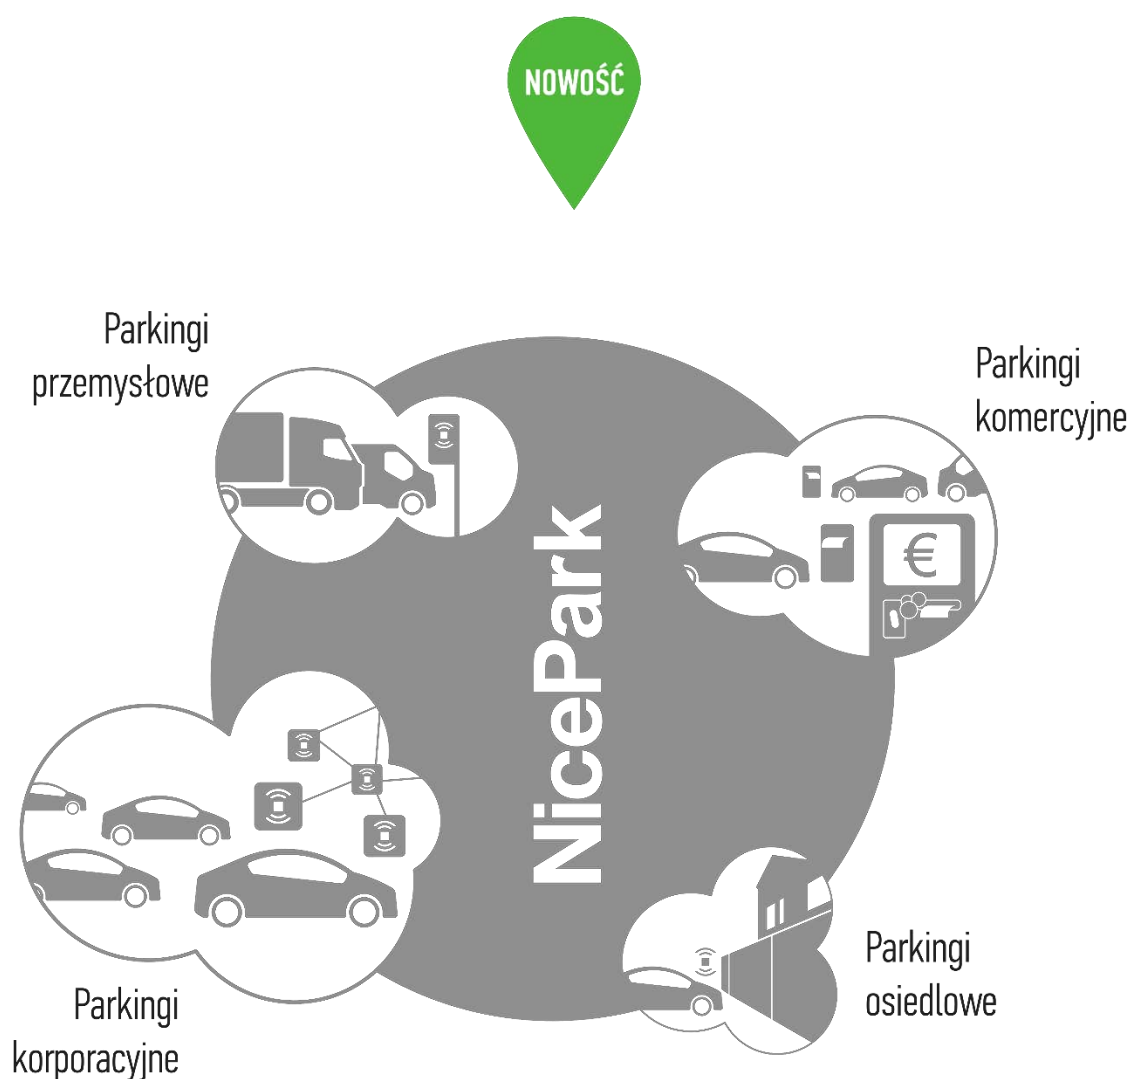 NOWOŚĆ
Parkingi
przemysłowe
Parkingi
komercyjne
€
NicePark
Parkingi
osiedlowe
Parkingi
korporacyjne